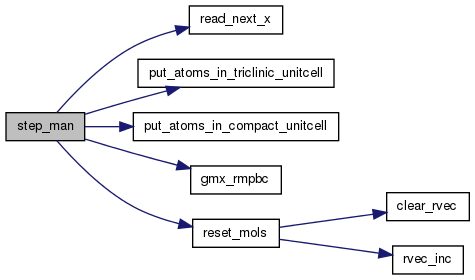 step_man
read_next_x
put_atoms_in_triclinic_unitcell
put_atoms_in_compact_unitcell
gmx_rmpbc
reset_mols
clear_rvec
rvec_inc